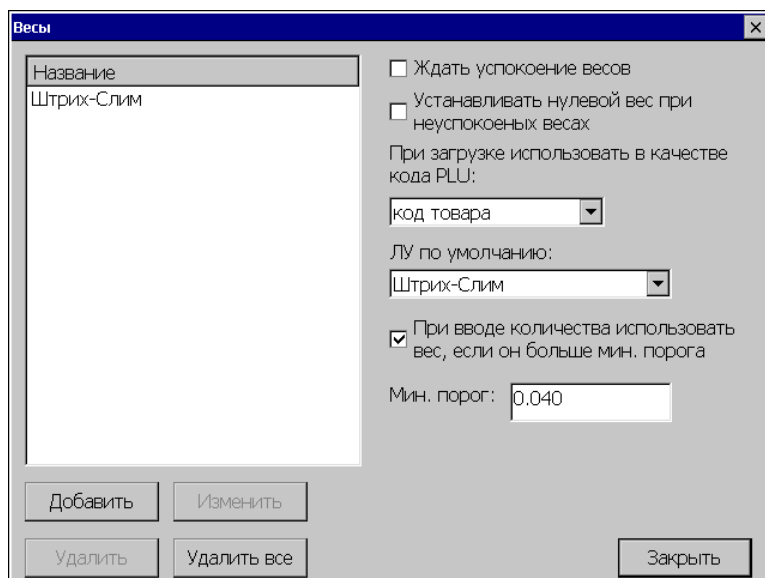 Весы
Название
Штрих-Слим
Ждать успокоение весов
Устанавливать нулевой вес при
неуспокоеных весах
При загрузке использовать в качестве
кода PLU:
код товара
ЛУ по умолчанию:
Штрих-Слим
При вводе количества использовать
вес, если он больше мин. порога
Мин. порог: 0.040
Добавить Изменить
Удалить Удалить все Закрыть